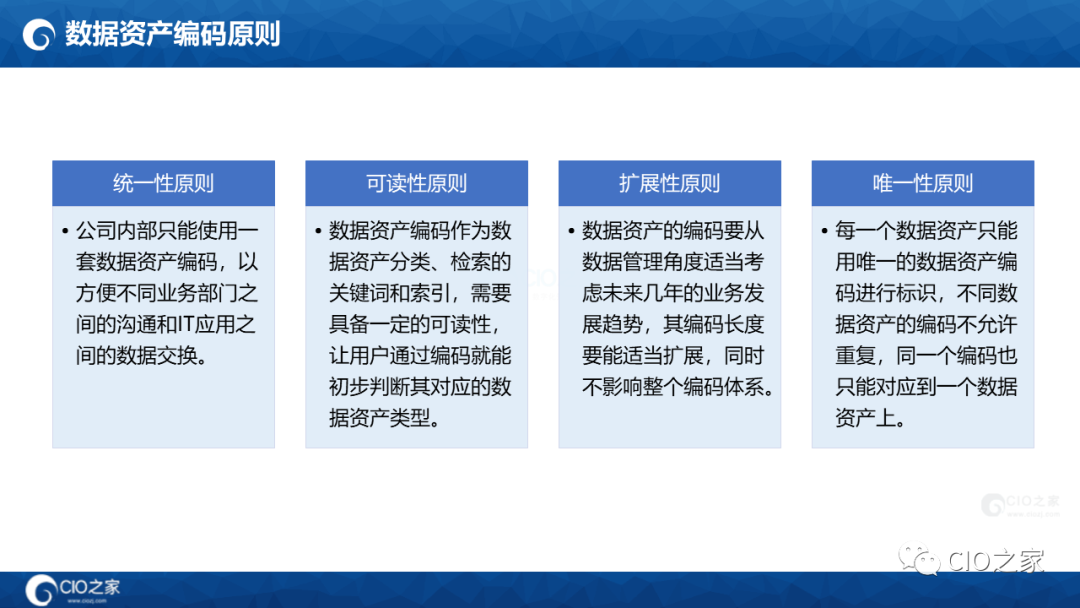 数据资产编码原则
统一性原则
• 公司内部只能使用一
套数据资产编码，以
方便不同业务部门之
间的沟通和IT应用之
间的数据交换。
可读性原则
• 数据资产编码作为数
据资产分类、检索的
关键词和索引，需要
具备一定的可读性，
让用户通过编码就能
初步判断其对应的数
据资产类型。
扩展性原则
• 数据资产的编码要从
数据管理角度适当考
虑未来几年的业务发
展趋势，其编码长度
要能适当扩展，同时
不影响整个编码体系。
唯一性原则
• 每一个数据资产只能
用唯一的数据资产编
码进行标识，不同数
据资产的编码不允许
重复，同一个编码也
只能对应到一个数据
资产上。
CIO
CIO之家
www.ciozj.com
CIO之家
CIO之家
www.ciozj.com